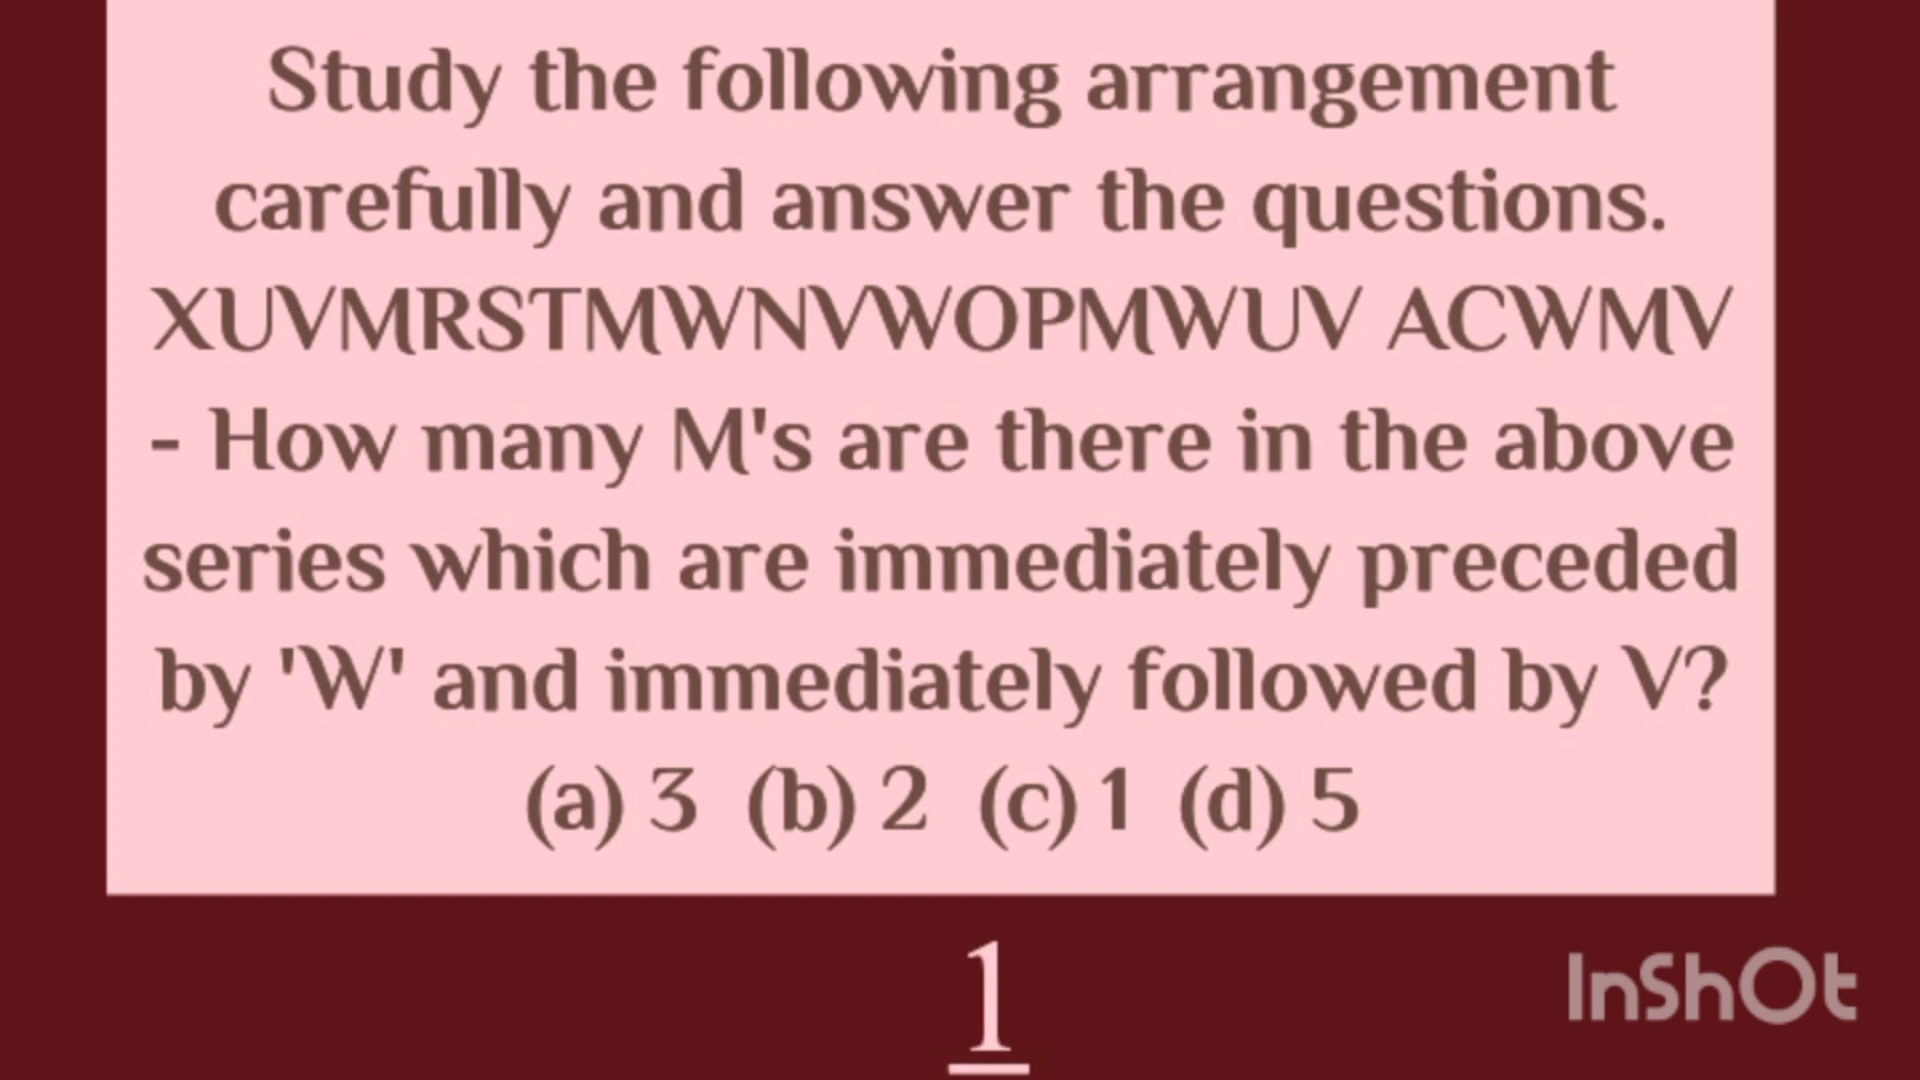 Study the following arrangement
carefully and answer the questions.
XUVMRSTMWNVWOPMWUV ACWMV
- How many M's are there in the above
series which are immediately preceded
by 'W' and immediately followed by V?
(a) 3 (b) 2 (c) 1 (d) 5
1
InShOt